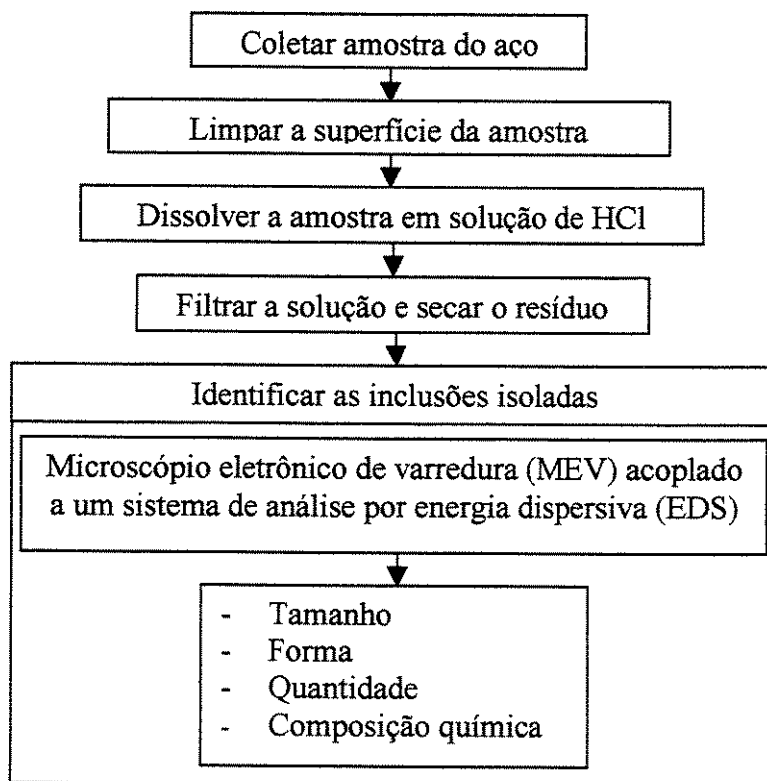 Coletar amostra do aço
Limpar a superfície da amostra
Dissolver a amostra em solução de HCl
Filtrar a solução e secar o resíduo
Identificar as inclusões isoladas
Microscópio eletrônico de varredura (MEV) acoplado
a um sistema de análise por energia dispersiva (EDS)
- Tamanho
- Forma
- Quantidade
- Composição química